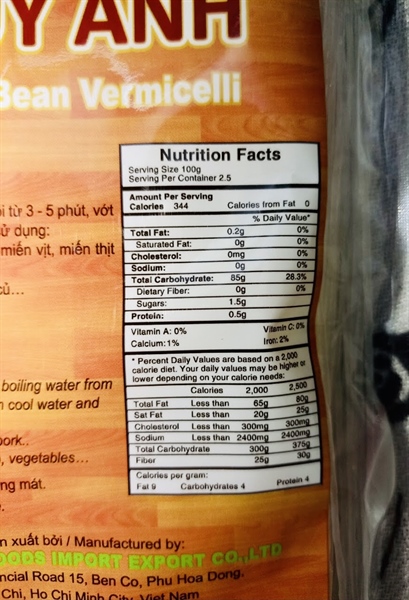 Y ANH
Bean Vermicelli
Nutrition Facts
Serving Size 100g
Serving Per Container 2.5
Amount Per Serving
Calories 344 Calories from Fat 0
% Daily Value*
Total Fat: 0.2g 0%
Saturated Fat: 0g 0%
Cholesterol: 0mg 0%
Sodium: 0g 0%
Total Carbohydrate: 85g 28.3%
Dietary Fiber: 0g 0%
Sugars: 1.5g
Protein: 0.5g
Vitamin A: 0% Vitamin C: 0%
Calcium: 1% Iron: 2%
* Percent Daily Values are based on a 2,000
calorie diet. Your daily values may be higher or
lower depending on your calorie needs:
Calories 2,000 2,500
Total Fat Less than 65g 80g
Sat Fat Less than 20g 25g
Cholesterol Less than 300mg 300mg
Sodium Less than 2400mg 2400mg
Total Carbohydrate 300g 375g
Fiber 25g 30g
Calories per gram:
Fat 9 Carbohydrates 4 Protein 4
từ 3 - 5 phút, vớt
dụng:
miến vịt, miến thịt
boiling water from
cool water and
pork..
, vegetables...
mát.
xuất bởi / Manufactured by:
FOODS IMPORT EXPORT CO.,LTD
ncial Road 15, Ben Co, Phu Hoa Dong,
Chi, Ho Chi Minh City, Viet Nam